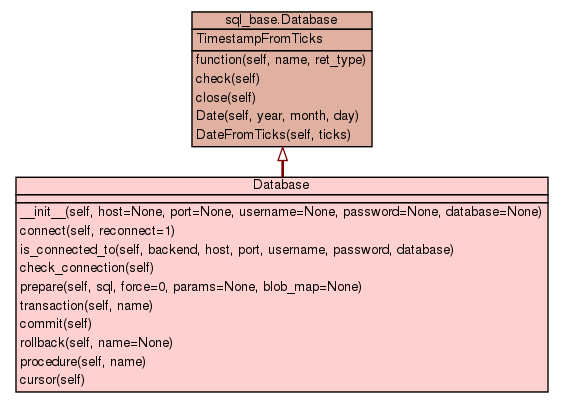 sql_base.Database
TimestampFromTicks
function(self, name, ret_type)
check(self)
close(self)
Date(self, year, month, day)
DateFromTicks(self, ticks)
Database
__init__(self, host=None, port=None, username=None, password=None, database=None)
connect(self, reconnect=1)
is_connected_to(self, backend, host, port, username, password, database)
check_connection(self)
prepare(self, sql, force=0, params=None, blob_map=None)
transaction(self, name)
commit(self)
rollback(self, name=None)
procedure(self, name)
cursor(self)